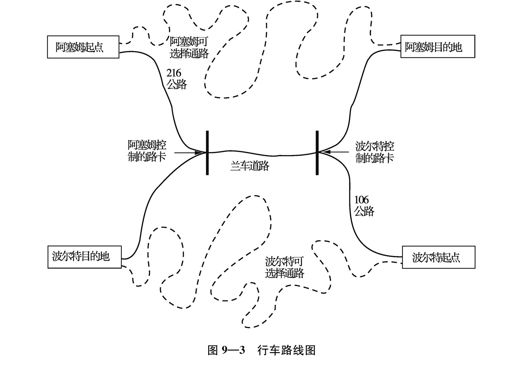 阿塞姆起点
阿塞姆可
选择通路
阿塞姆目的地
216
公路
阿塞姆控
制的路卡
兰车道路
波尔特控
制的路卡
106
公路
波尔特目的地
波尔特可
选择通路
波尔特起点
图 9—3 行车路线图